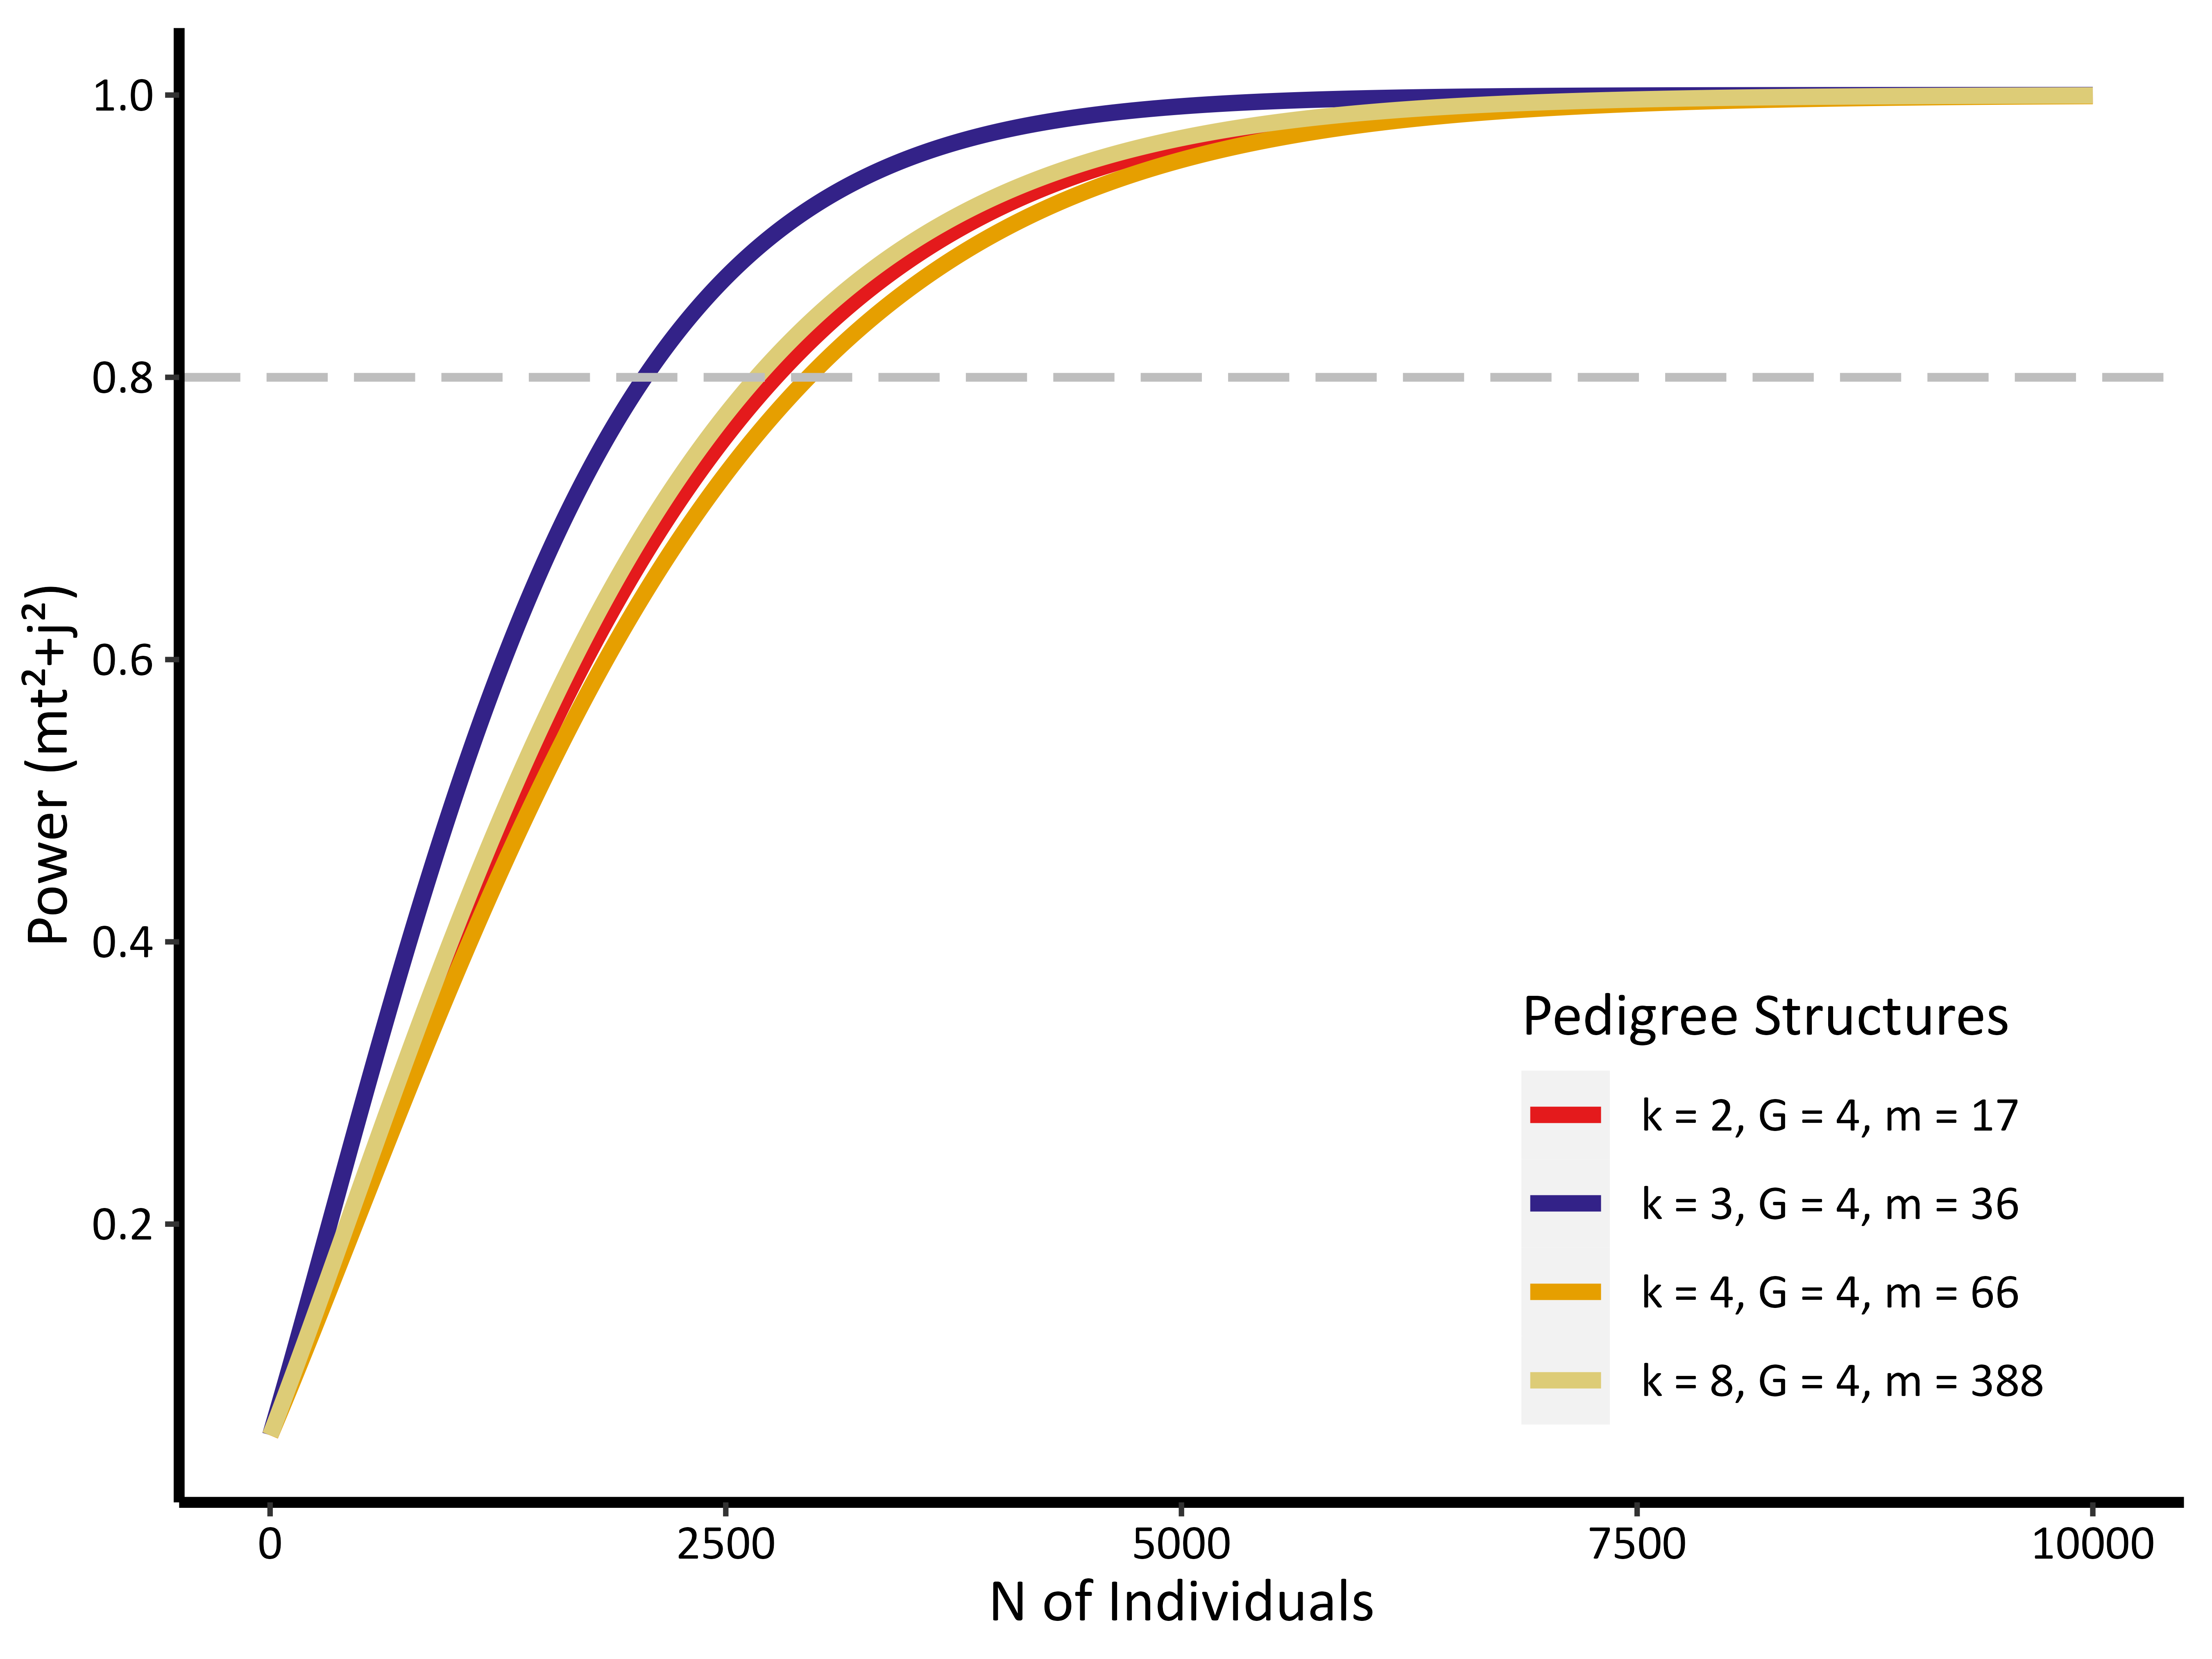 Power (mt²+j²)
1.0
0.8
0.6
0.4
0.2
0
2500
5000
7500
10000
N of Individuals
Pedigree Structures
k = 2, G = 4, m = 17
k = 3, G = 4, m = 36
k = 4, G = 4, m = 66
k = 8, G = 4, m = 388